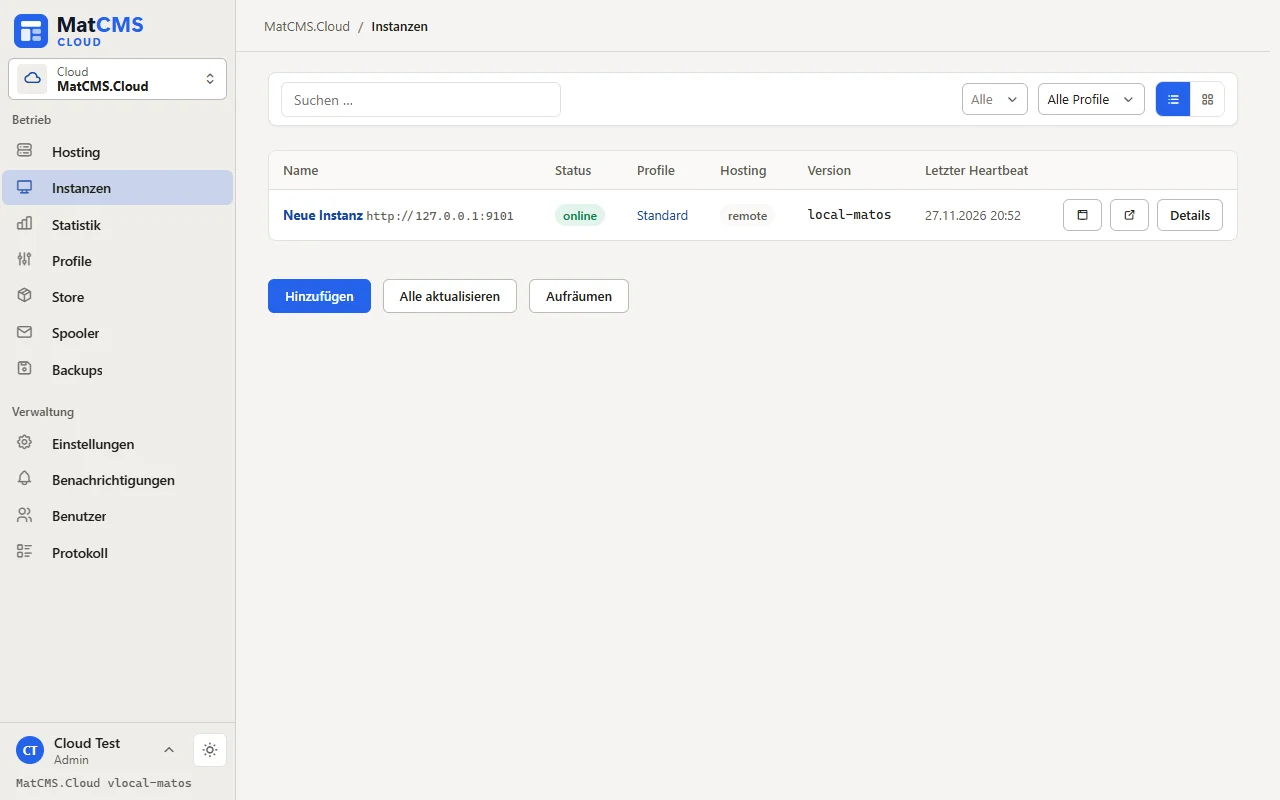 MatCMS
CLOUD
Cloud
MatCMS.Cloud
Betrieb
Hosting
Instanzen
Statistik
Profile
Store
Spooler
Backups
Verwaltung
Einstellungen
Benachrichtigungen
Benutzer
Protokoll
CT
Cloud Test
Admin
MatCMS.Cloud vlocal-matos
MatCMS.Cloud / Instanzen
Suchen ...
Alle
Alle Profile
Name Status Profile Hosting Version Letzter Heartbeat
Neue Instanz http://127.0.0.1:9101 online Standard remote local-matos 27.11.2026 20:52 Details
Hinzufügen Alle aktualisieren Aufräumen